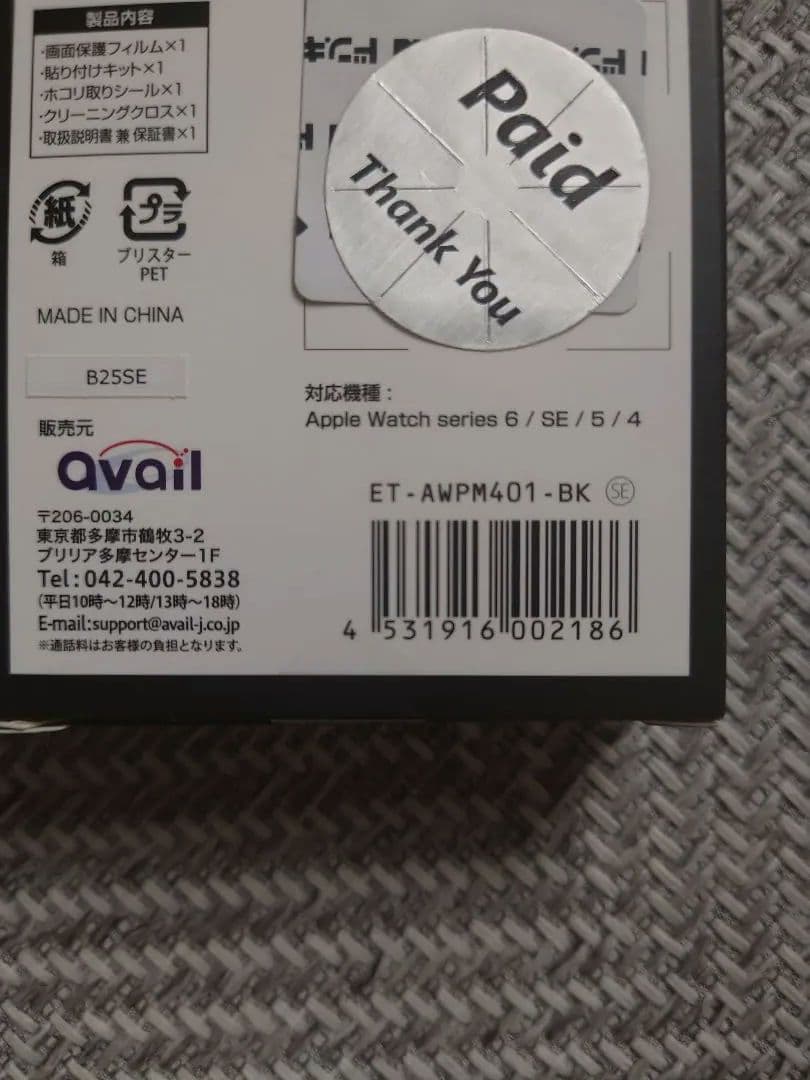 製品内容
・画面保護フィルム×1
・貼り付けキット×1
・ホコリ取りシール×1
・クリーニングクロス×1
・取扱説明書 兼 保証書×1
紙
箱
プラ
ブリスター
PET
MADE IN CHINA
B25SE
販売元
avail
〒206-0034
東京都多摩市鶴牧3-2
ブリリア多摩センター1F
Tel:042-400-5838
(平日10時〜12時/13時〜18時)
E-mail:support@avail-j.co.jp
※通話料はお客様の負担となります。
Paid
Thank You
対応機種:
Apple Watch series 6 / SE / 5 / 4
ET-AWPM401-BK SE
4 531916 002186